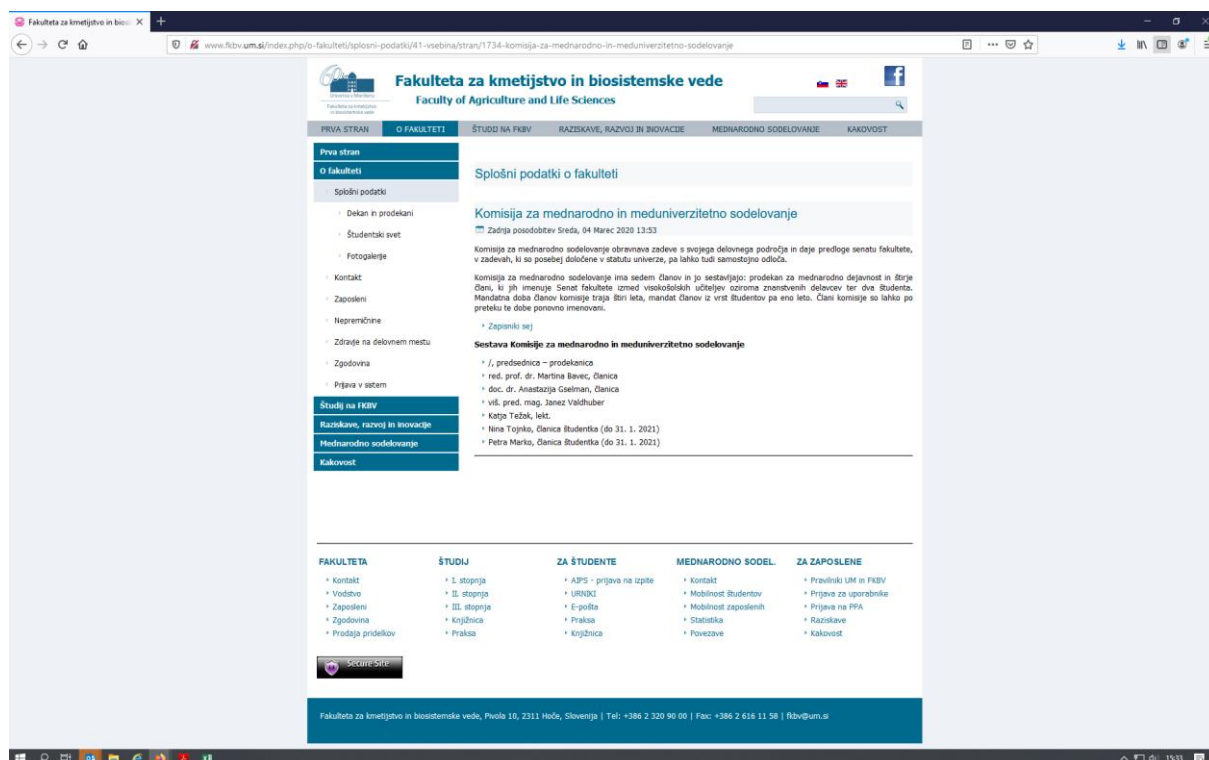 Fakulteta za kmetijstvo in bios
www.fkbv.um.si/index.php/o-fakulteti/splosni-podatki/41-vsebina/stran/1734-komisija-za-mednarodno-in-meduniverzitetno-sodelovanje
Fakulteta za kmetijstvo in biosistemske vede
Faculty of Agriculture and Life Sciences
PRVA STRAN O FAKULTETI ŠTUDIJ NA FKBV RAZISKAVE, RAZVOJ IN INOVACIJE MEDNARODNO SODELOVANJE KAKOVOST
Prva stran
O fakulteti
Splošni podatki
Dekan in prodekani
Študentski svet
Fotogalerije
Kontakt
Zaposleni
Nepremičnine
Zdravje na delovnem mestu
Zgodovina
Prijava v sistem
Študij na FKBV
Raziskave, razvoj in inovacije
Mednarodno sodelovanje
Kakovost
Splošni podatki o fakulteti
Komisija za mednarodno in meduniverzitetno sodelovanje
Zadnja posodobitev Sreda, 04 Marec 2020 13:53
Komisija za mednarodno sodelovanje obravnava zadeve s svojega delovnega področja in daje predloge senatu fakultete,
v zadevah, ki so posebej določene v statutu univerze, pa lahko tudi samostojno odloča.
Komisija za mednarodno sodelovanje ima sedem članov in jo sestavljajo: prodekan za mednarodno dejavnost in štirje
člani, ki jih imenuje Senat fakultete izmed visokošolskih učiteljev oziroma znanstvenih delavcev ter dva študenta.
Mandatna doba članov komisije traja štiri leta, mandat članov iz vrst študentov pa eno leto. Člani komisije so lahko po
preteku te dobe ponovno imenovani.
Zapisniki sej
Sestava Komisije za mednarodno in meduniverzitetno sodelovanje
/, predsednica – prodekanica
red. prof. dr. Martina Bavec, članica
doc. dr. Anastazija Gselman, članica
viš. pred. mag. Janez Valdhuber
Katja Težak, lekt.
Nina Tojnko, članica študentka (do 31. 1. 2021)
Petra Marko, članica študentka (do 31. 1. 2021)
FAKULTETA
Kontakt
Vodstvo
Zaposleni
Zgodovina
Prodaja pridelkov
ŠTUDIJ
I. stopnja
II. stopnja
III. stopnja
Knjižnica
Praksa
ZA ŠTUDENTE
AIPS - prijava na izpite
URNIKI
E-pošta
Praksa
Knjižnica
MEDNARODNO SODEL.
Kontakt
Mobilnost študentov
Mobilnost zaposlenih
Statistika
Povezave
ZA ZAPOSLENE
Pravilniki UM in FKBV
Prijava za uporabnike
Prijava na PPA
Raziskave
Kakovost
Secure Site
Fakulteta za kmetijstvo in biosistemske vede, Pivola 10, 2311 Hoče, Slovenija | Tel: +386 2 320 90 00 | Fax: +386 2 616 11 58 | fkbv@um.si
15:33